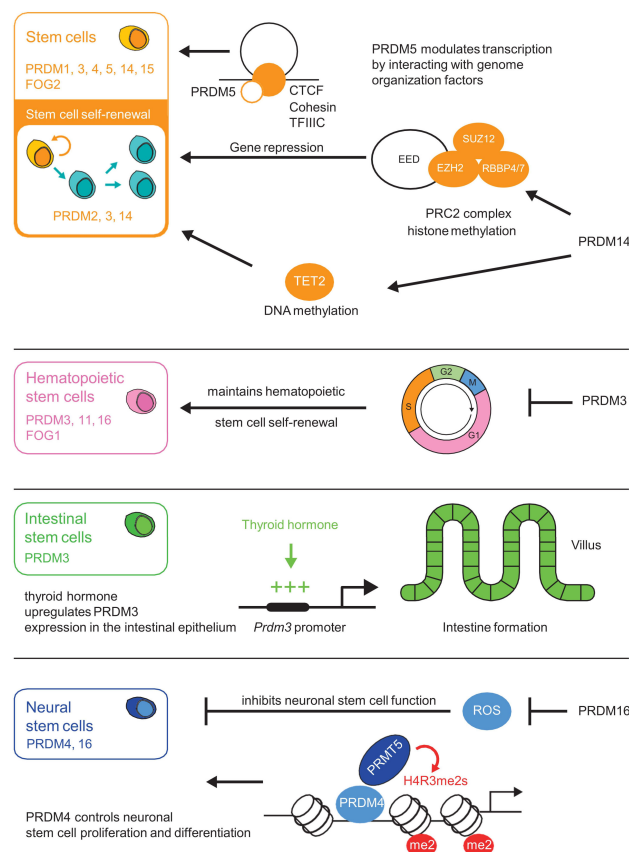 Stem cells
PRDM1, 3, 4, 5, 14, 15
FOG2
Stem cell self-renewal
PRDM2, 3, 14
PRDM5
CTCF
Cohesin
TFIIIC
PRDM5 modulates transcription
by interacting with genome
organization factors
Gene repression
EED
SUZ12
EZH2
RBBP4/7
PRC2 complex
histone methylation
PRDM14
TET2
DNA methylation
Hematopoietic
stem cells
PRDM3, 11, 16
FOG1
maintains hematopoietic
stem cell self-renewal
G2
M
S
G1
PRDM3
Intestinal
stem cells
PRDM3
thyroid hormone
upregulates PRDM3
expression in the intestinal epithelium
Thyroid hormone
+++
Prdm3 promoter
Villus
Intestine formation
Neural
stem cells
PRDM4, 16
inhibits neuronal stem cell function
ROS
PRDM16
PRMT5
H4R3me2s
PRDM4
me2
me2
PRDM4 controls neuronal
stem cell proliferation and differentiation